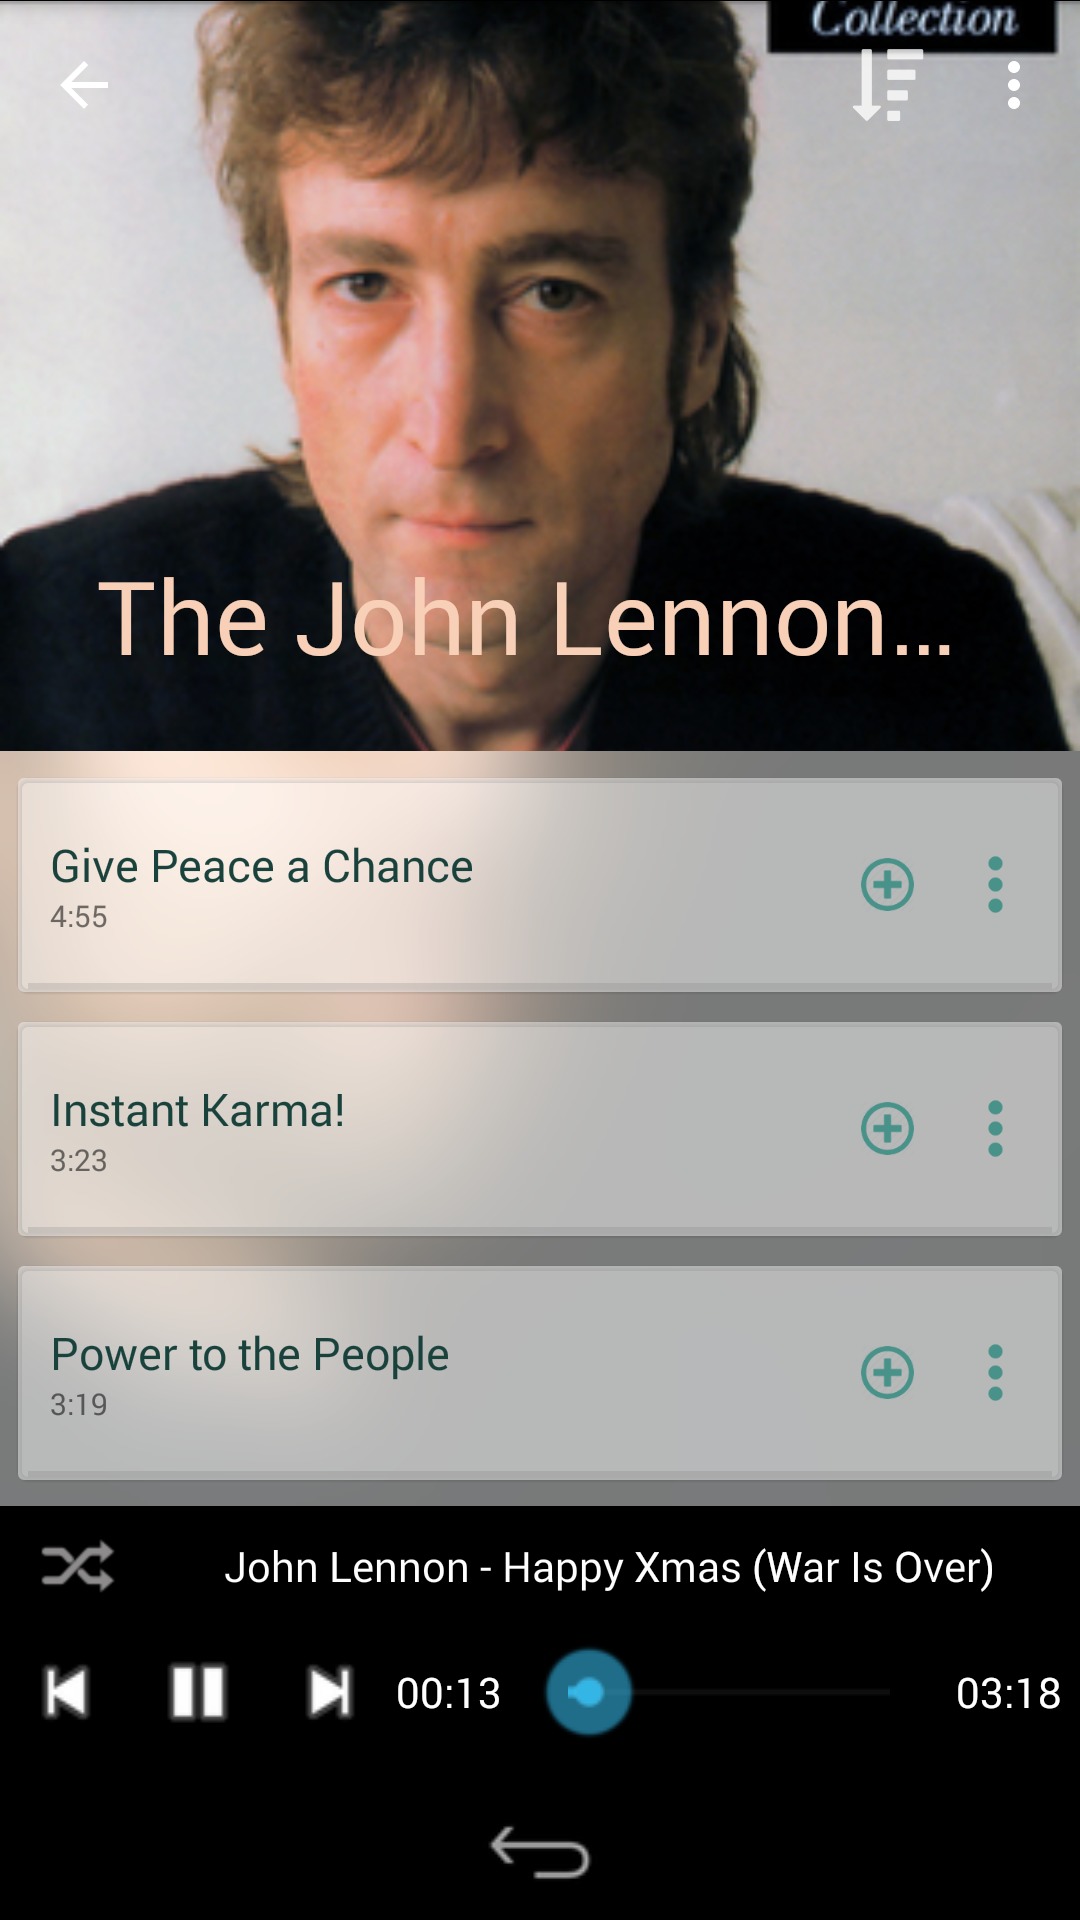 Collection
The John Lennon...
Give Peace a Chance
4:55
Instant Karma!
3:23
Power to the People
3:19
John Lennon - Happy Xmas (War Is Over)
00:13
03:18